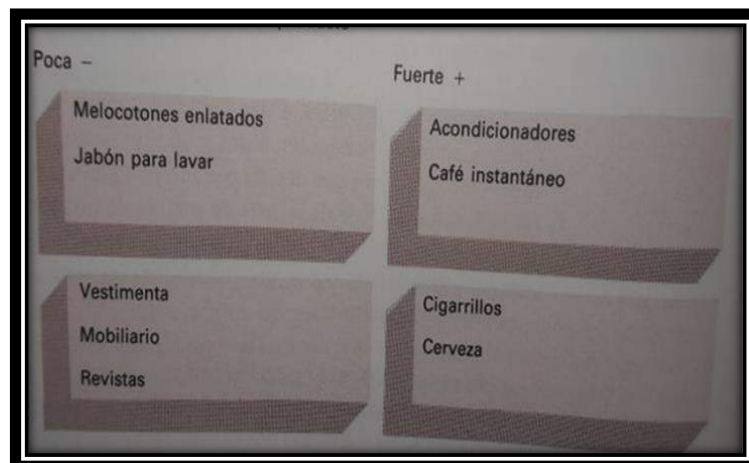 Poca −
Fuerte +
Melocotones enlatados
Jabón para lavar
Acondicionadores
Café instantáneo
Vestimenta
Mobiliario
Revistas
Cigarrillos
Cerveza